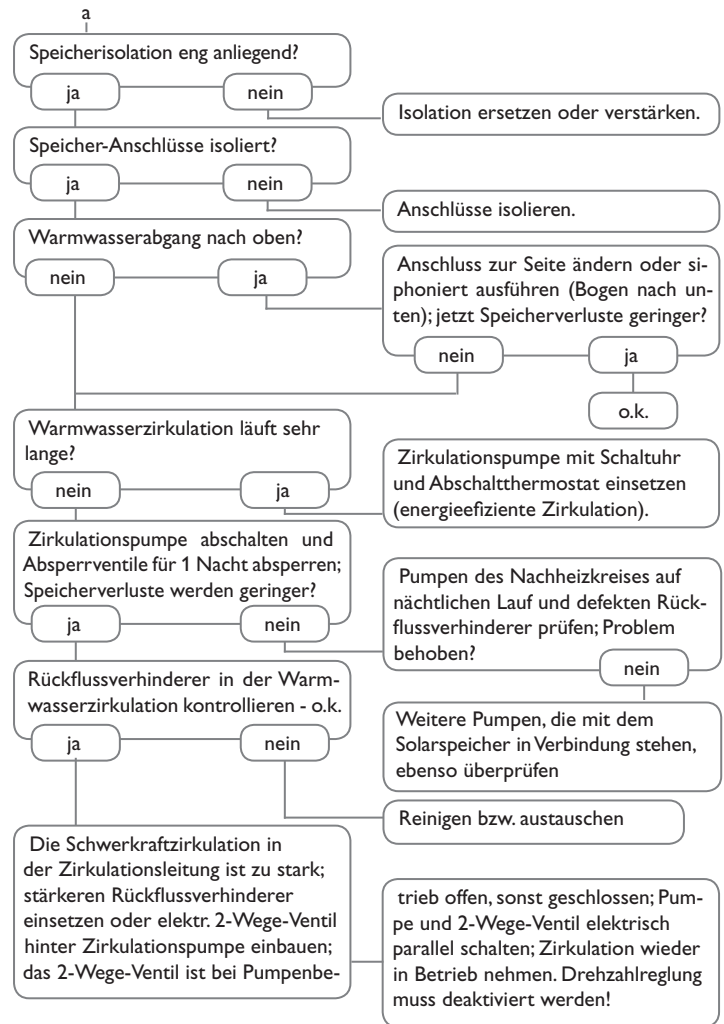 a
Speicherisolation eng anliegend?
ja
nein
Isolation ersetzen oder verstärken.
Speicher-Anschlüsse isoliert?
ja
nein
Anschlüsse isolieren.
Warmwasserabgang nach oben?
nein
ja
Anschluss zur Seite ändern oder si-
phoniert ausführen (Bogen nach un-
ten); jetzt Speicherverluste geringer?
nein
ja
o.k.
Warmwasserzirkulation läuft sehr
lange?
nein
ja
Zirkulationspumpe mit Schaltuhr
und Abschaltthermostat einsetzen
(energieefiziente Zirkulation).
Zirkulationspumpe abschalten und
Absperrventile für 1 Nacht absperren;
Speicherverluste werden geringer?
ja
nein
Pumpen des Nachheizkreises auf
nächtlichen Lauf und defekten Rück-
flussverhinderer prüfen; Problem
behoben?
nein
Weitere Pumpen, die mit dem
Solarspeicher in Verbindung stehen,
ebenso überprüfen
Rückflussverhinderer in der Warm-
wasserzirkulation kontrollieren - o.k.
ja
nein
Reinigen bzw. austauschen
Die Schwerkraftzirkulation in
der Zirkulationsleitung ist zu stark;
stärkeren Rückflussverhinderer
einsetzen oder elektr. 2-Wege-Ventil
hinter Zirkulationspumpe einbauen;
das 2-Wege-Ventil ist bei Pumpenbe-
trieb offen, sonst geschlossen; Pum-
pe und 2-Wege-Ventil elektrisch
parallel schalten; Zirkulation wieder
in Betrieb nehmen. Drehzahlreglung
muss deaktiviert werden!